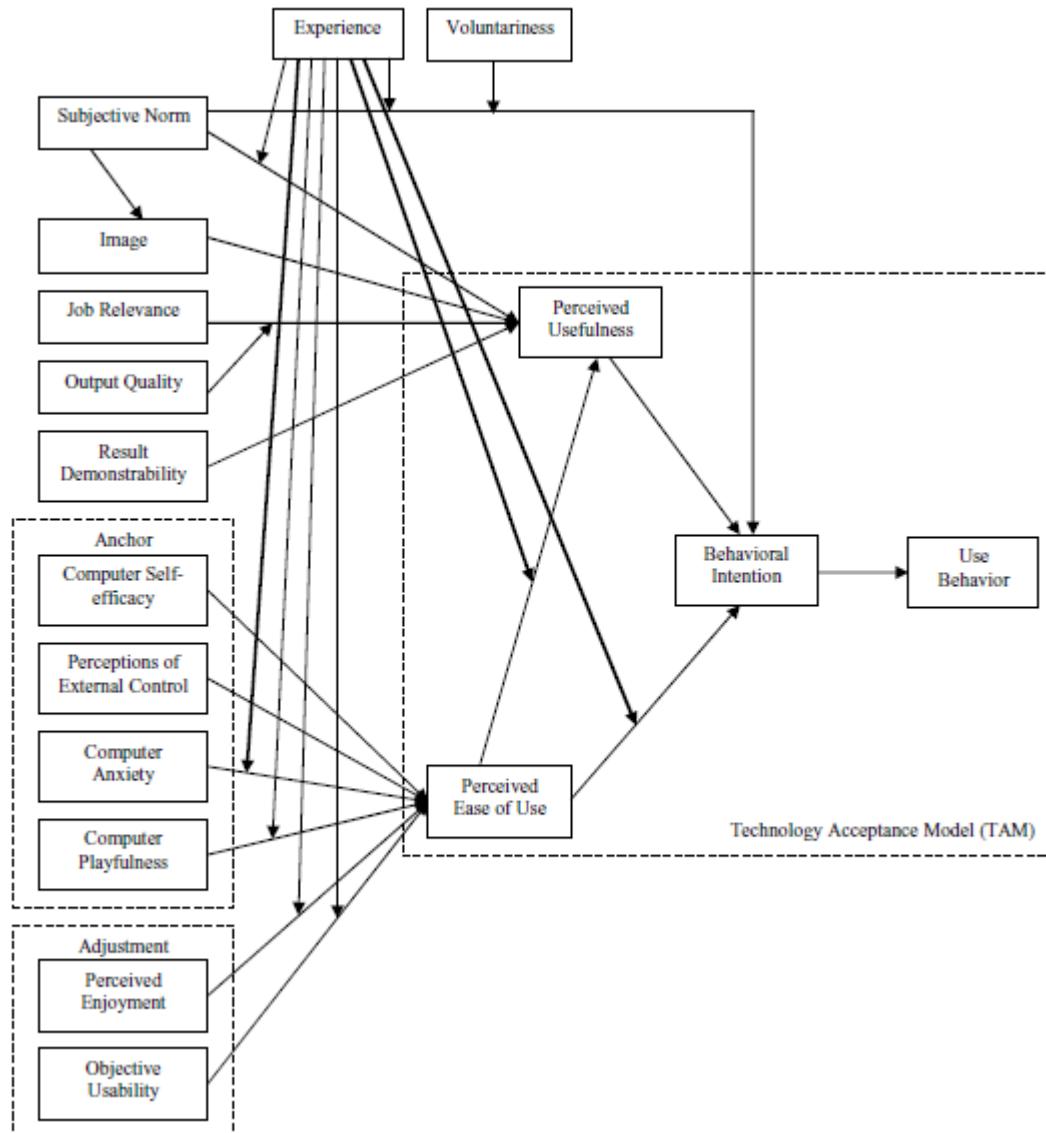 Experience
Voluntariness
Subjective Norm
Image
Job Relevance
Output Quality
Result
Demonstrability
Anchor
Computer Self-
efficacy
Perceptions of
External Control
Computer
Anxiety
Computer
Playfulness
Adjustment
Perceived
Enjoyment
Objective
Usability
Perceived
Usefulness
Perceived
Ease of Use
Behavioral
Intention
Use
Behavior
Technology Acceptance Model (TAM)